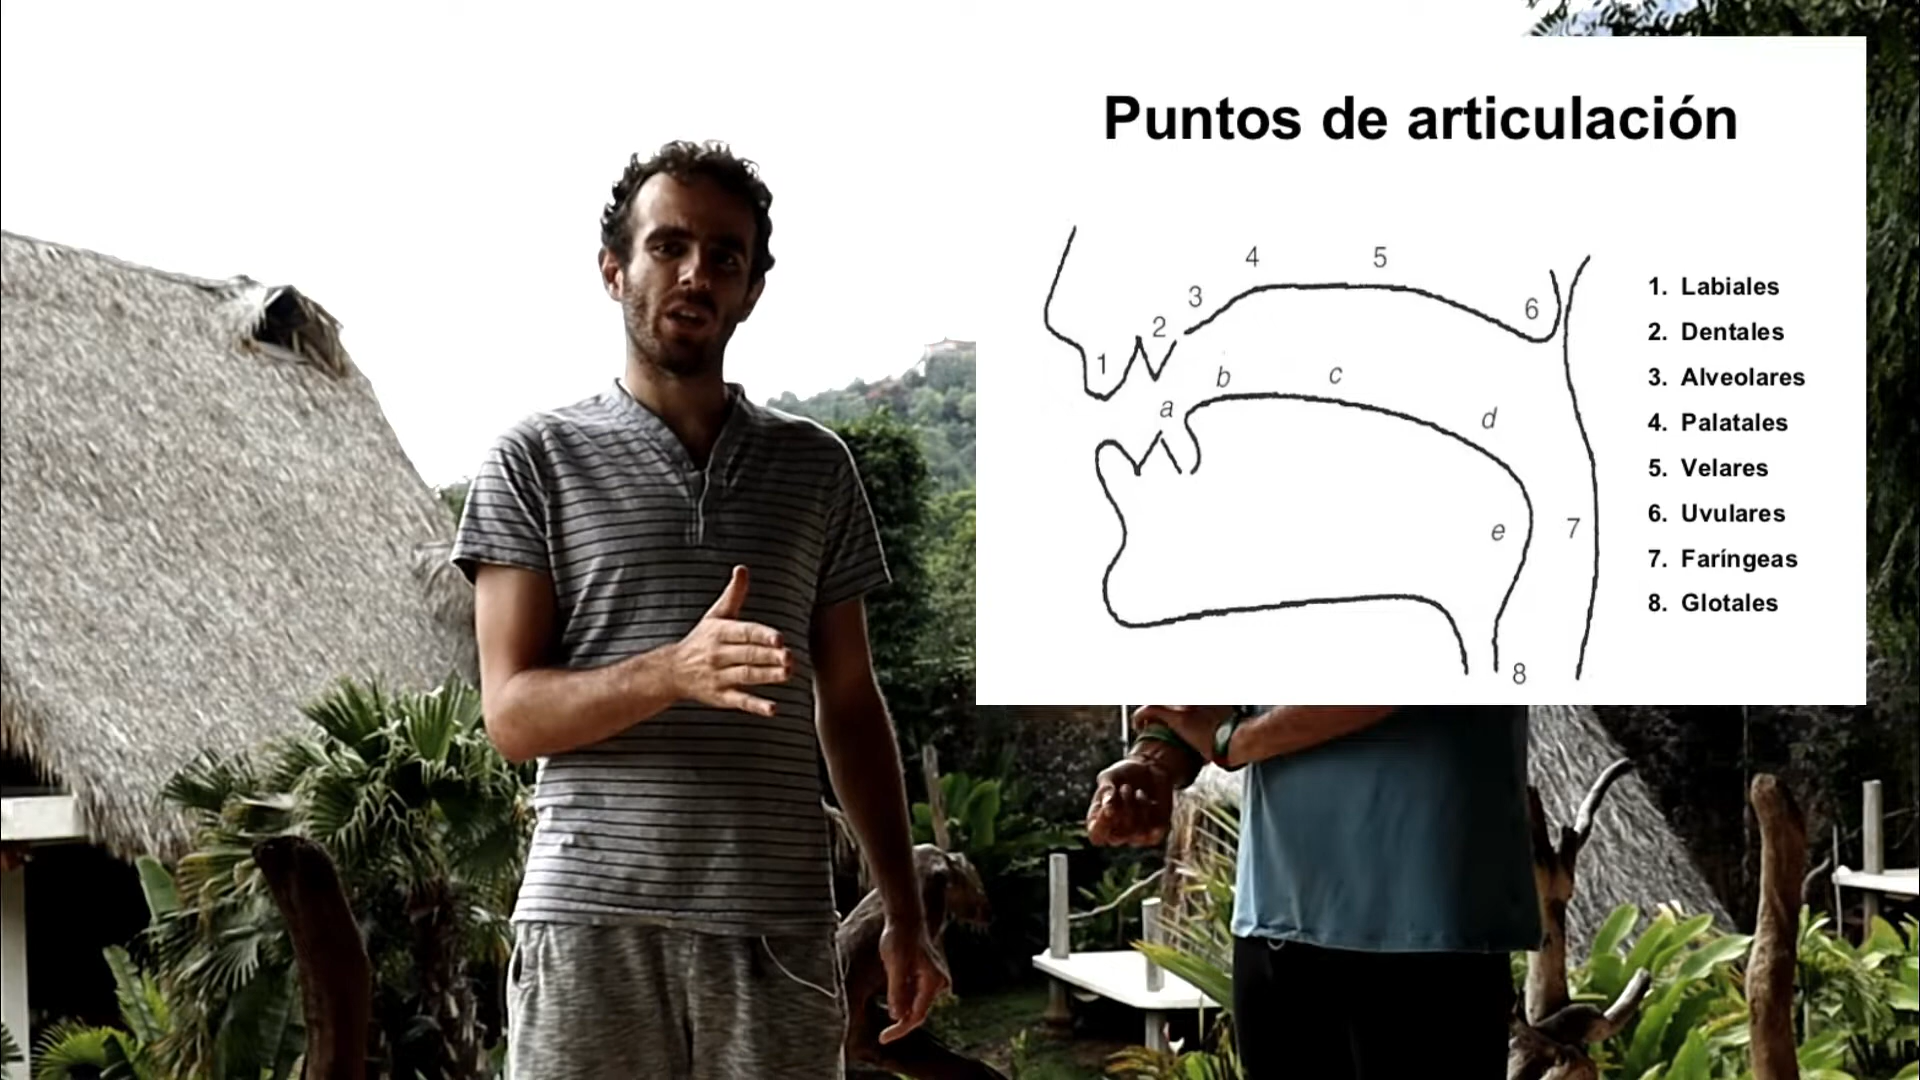 Puntos de articulación
4 5
3 6
2
1
b c
a d
e 7
8
1. Labiales
2. Dentales
3. Alveolares
4. Palatales
5. Velares
6. Uvulares
7. Faríngeas
8. Glotales